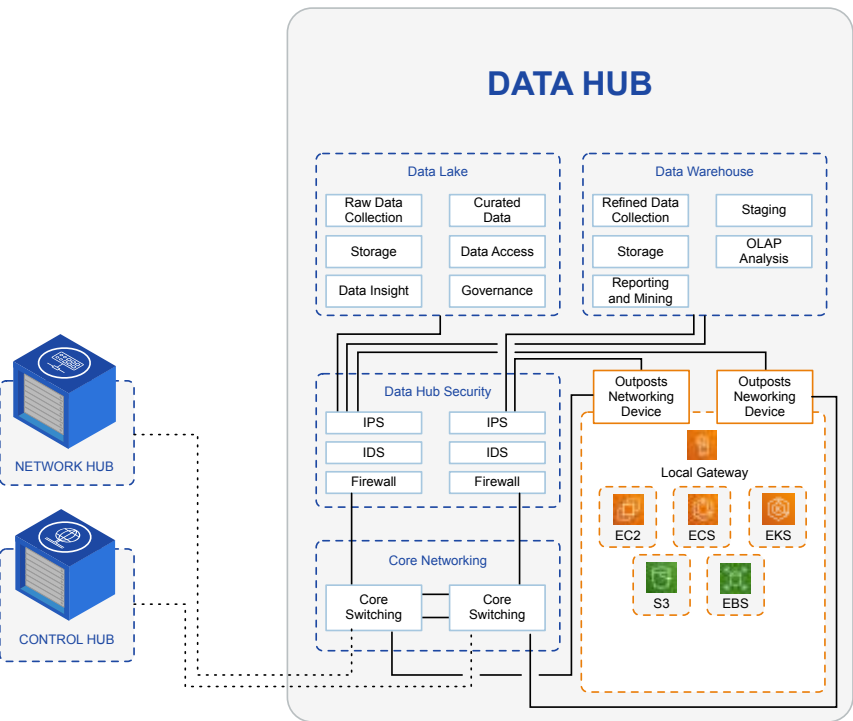 DATA HUB
Data Lake
Raw Data
Collection
Curated
Data
Storage
Data Access
Data Insight
Governance
Data Warehouse
Refined Data
Collection
Staging
Storage
OLAP
Analysis
Reporting
and Mining
NETWORK HUB
CONTROL HUB
Data Hub Security
IPS
IPS
IDS
IDS
Firewall
Firewall
Core Networking
Core
Switching
Core
Switching
Outposts
Networking
Device
Outposts
Neworking
Device
Local Gateway
EC2
ECS
EKS
S3
EBS